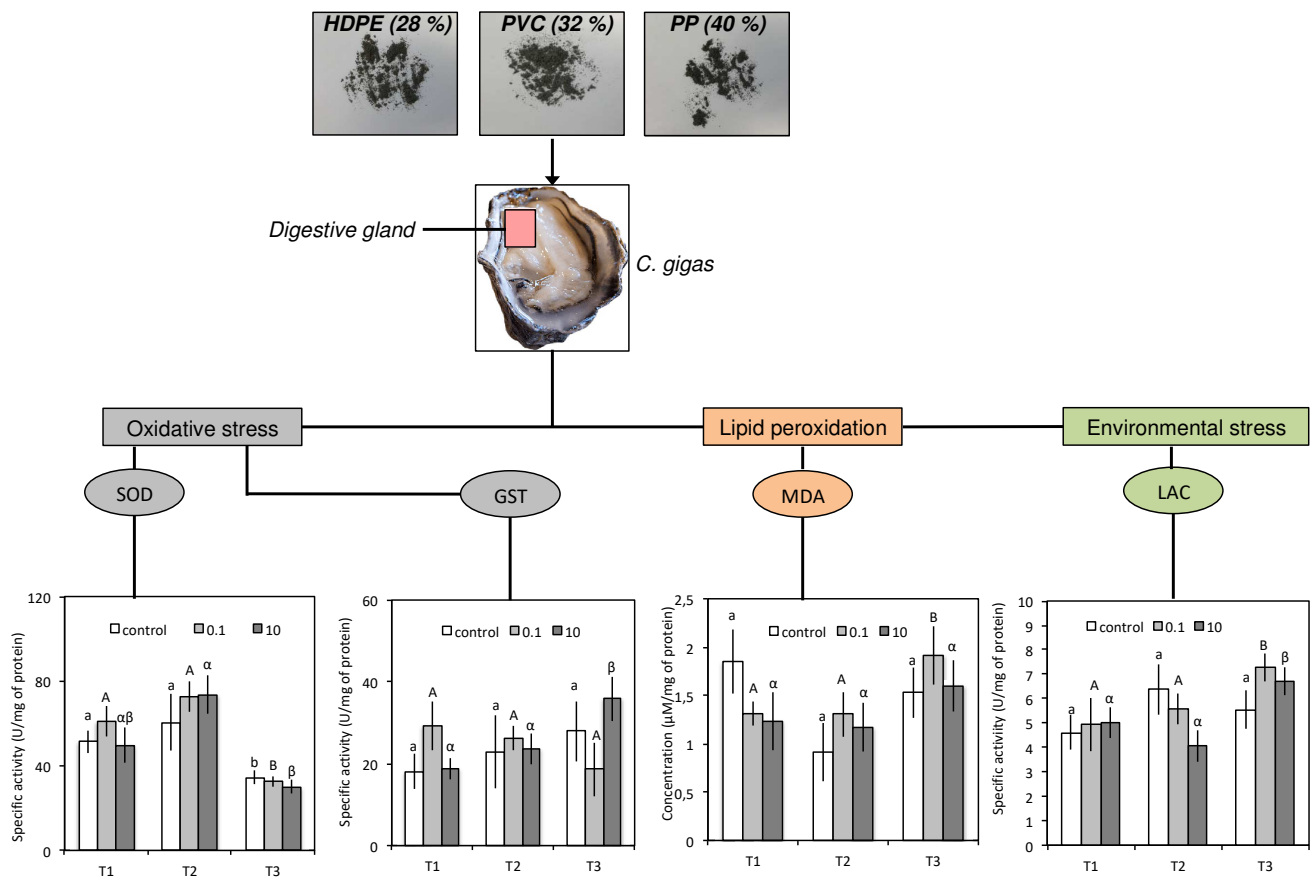 HDPE (28 %)
PVC (32 %)
PP (40 %)
Digestive gland
C. gigas
Oxidative stress
Lipid peroxidation
Environmental stress
SOD
GST
MDA
LAC
Specific activity (U/mg of protein)
120
80
40
0
control 0.1 10
a A αβ
a A α
b B β
T1 T2 T3
Specific activity (U/mg of protein)
60
40
20
0
control 0.1 10
a A α
a A α
a A β
T1 T2 T3
Concentration (µM/mg of protein)
2,5
2
1,5
1
0,5
0
control 0.1 10
a A α
a A α
a B α
T1 T2 T3
Specific activity (U/mg of protein)
10
9
8
7
6
5
4
3
2
1
0
control 0.1 10
a A α
a A α
a B β
T1 T2 T3